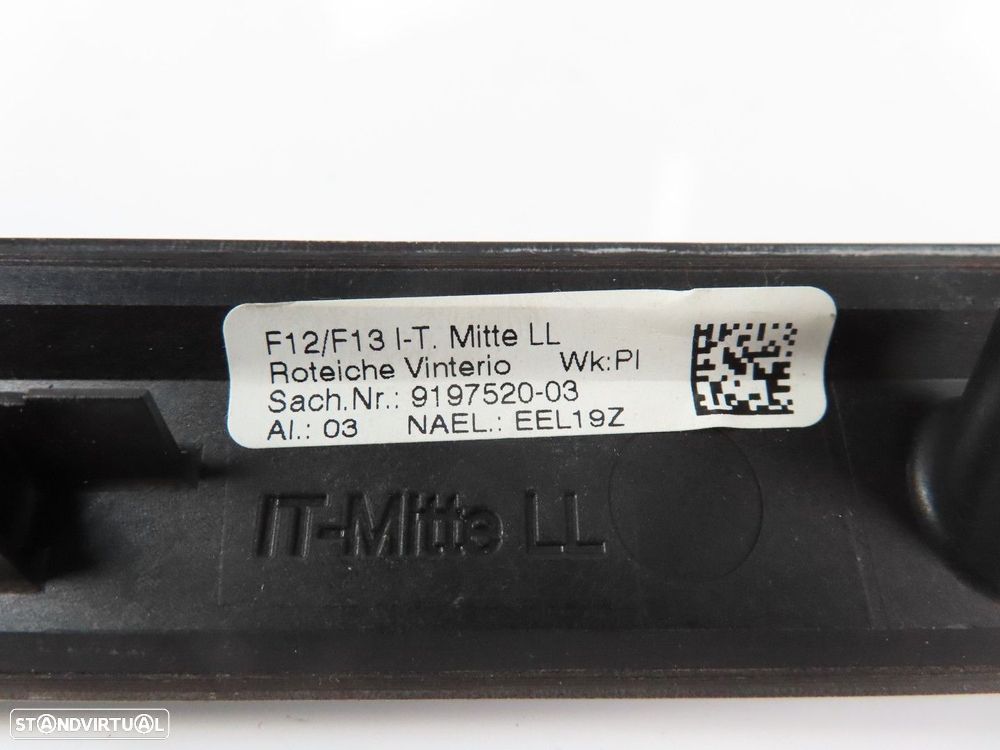 F12/F13 I-T. Mitte LL
Roteiche Vinterio Wk:Pl
Sach.Nr.: 9197520-03
Al.: 03 NAEL.: EEL19Z
IT-Mitte LL
STANDVIRTUAL